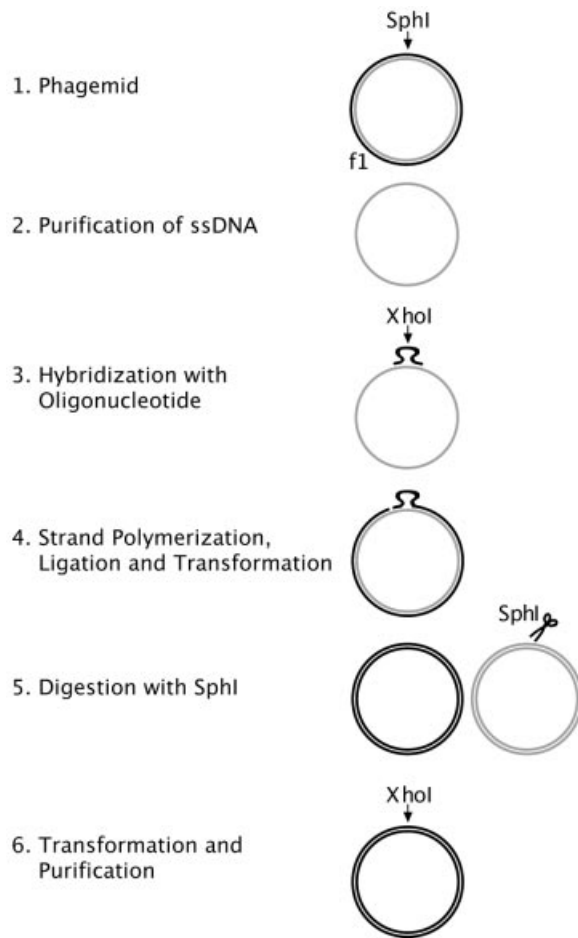 SphI
1. Phagemid
f1
2. Purification of ssDNA
XhoI
3. Hybridization with
Oligonucleotide
4. Strand Polymerization,
Ligation and Transformation
SphI
5. Digestion with SphI
XhoI
6. Transformation and
Purification